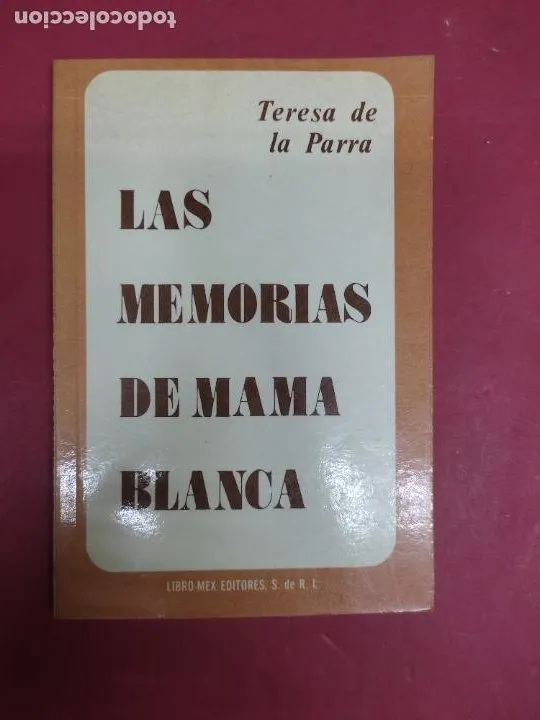 todocoleccion
Teresa de
la Parra
LAS
MEMORIAS
DE MAMA
BLANCA
LIBRO-MEX EDITORES, S. de R. L.